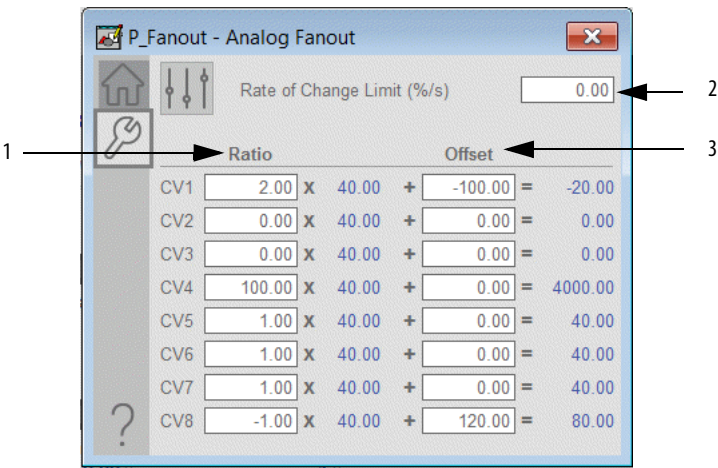 P_Fanout - Analog Fanout
Rate of Change Limit (%/s) 0.00 2
1 Ratio Offset 3
CV1 2.00 X 40.00 + -100.00 = -20.00
CV2 0.00 X 40.00 + 0.00 = 0.00
CV3 0.00 X 40.00 + 0.00 = 0.00
CV4 100.00 X 40.00 + 0.00 = 4000.00
CV5 1.00 X 40.00 + 0.00 = 40.00
CV6 1.00 X 40.00 + 0.00 = 40.00
CV7 1.00 X 40.00 + 0.00 = 40.00
? CV8 -1.00 X 40.00 + 120.00 = 80.00